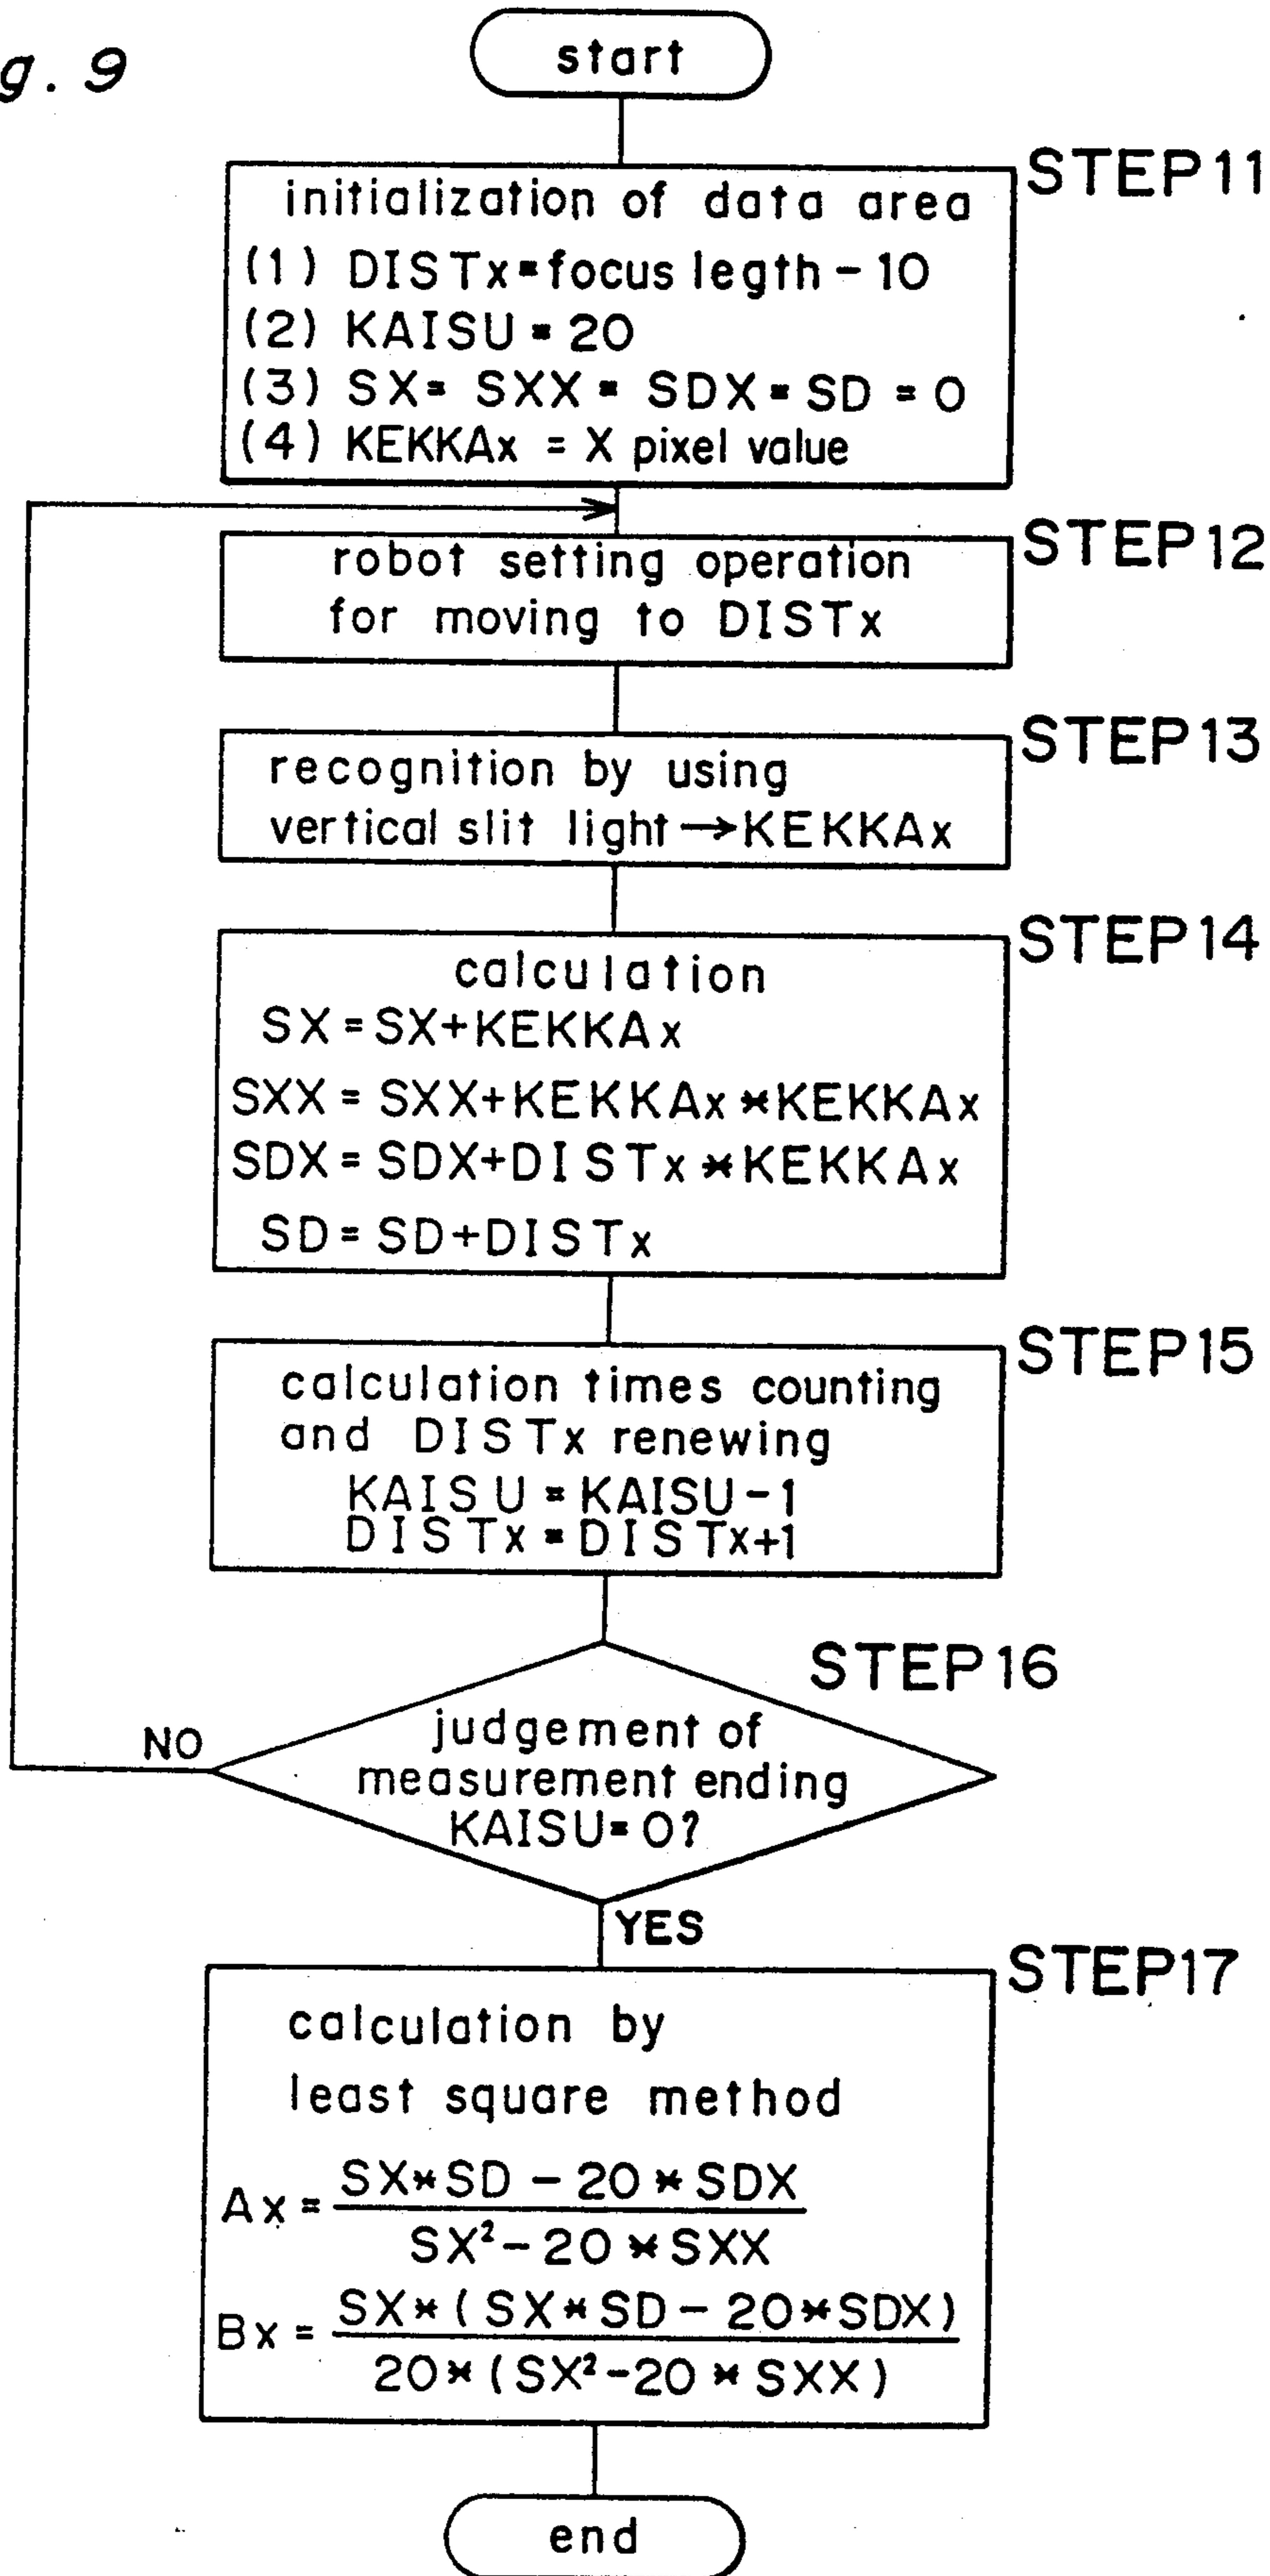 g. 9
start
STEP11
initialization of data area
(1) DISTx=focus legth-10
(2) KAISU=20
(3) SX=SXX=SDX=SD=0
(4) KEKKAx=X pixel value
STEP12
robot setting operation
for moving to DISTx
STEP13
recognition by using
vertical slit light→KEKKAx
STEP14
calculation
SX=SX+KEKKAx
SXX=SXX+KEKKAx*KEKKAx
SDX=SDX+DISTx*KEKKAx
SD=SD+DISTx
STEP15
calculation times counting
and DISTx renewing
KAISU=KAISU-1
DISTx=DISTx+1
STEP16
judgement of
measurement ending
KAISU=0?
NO
YES
STEP17
calculation by
least square method
Ax=
SX*SD-20*SDX
SX²-20*SXX
Bx=
SX*(SX*SD-20*SDX)
20*(SX²-20*SXX)
end